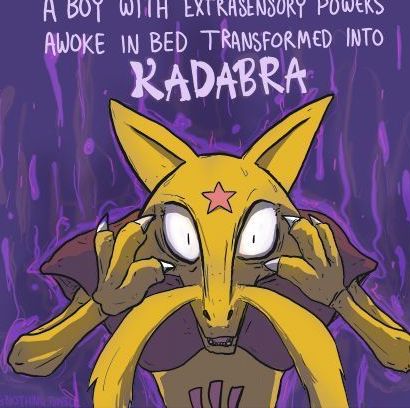 A BOY WITH EXTRASENSORY POWERS
AWOKE IN BED TRANSFORMED INTO
KADABRA